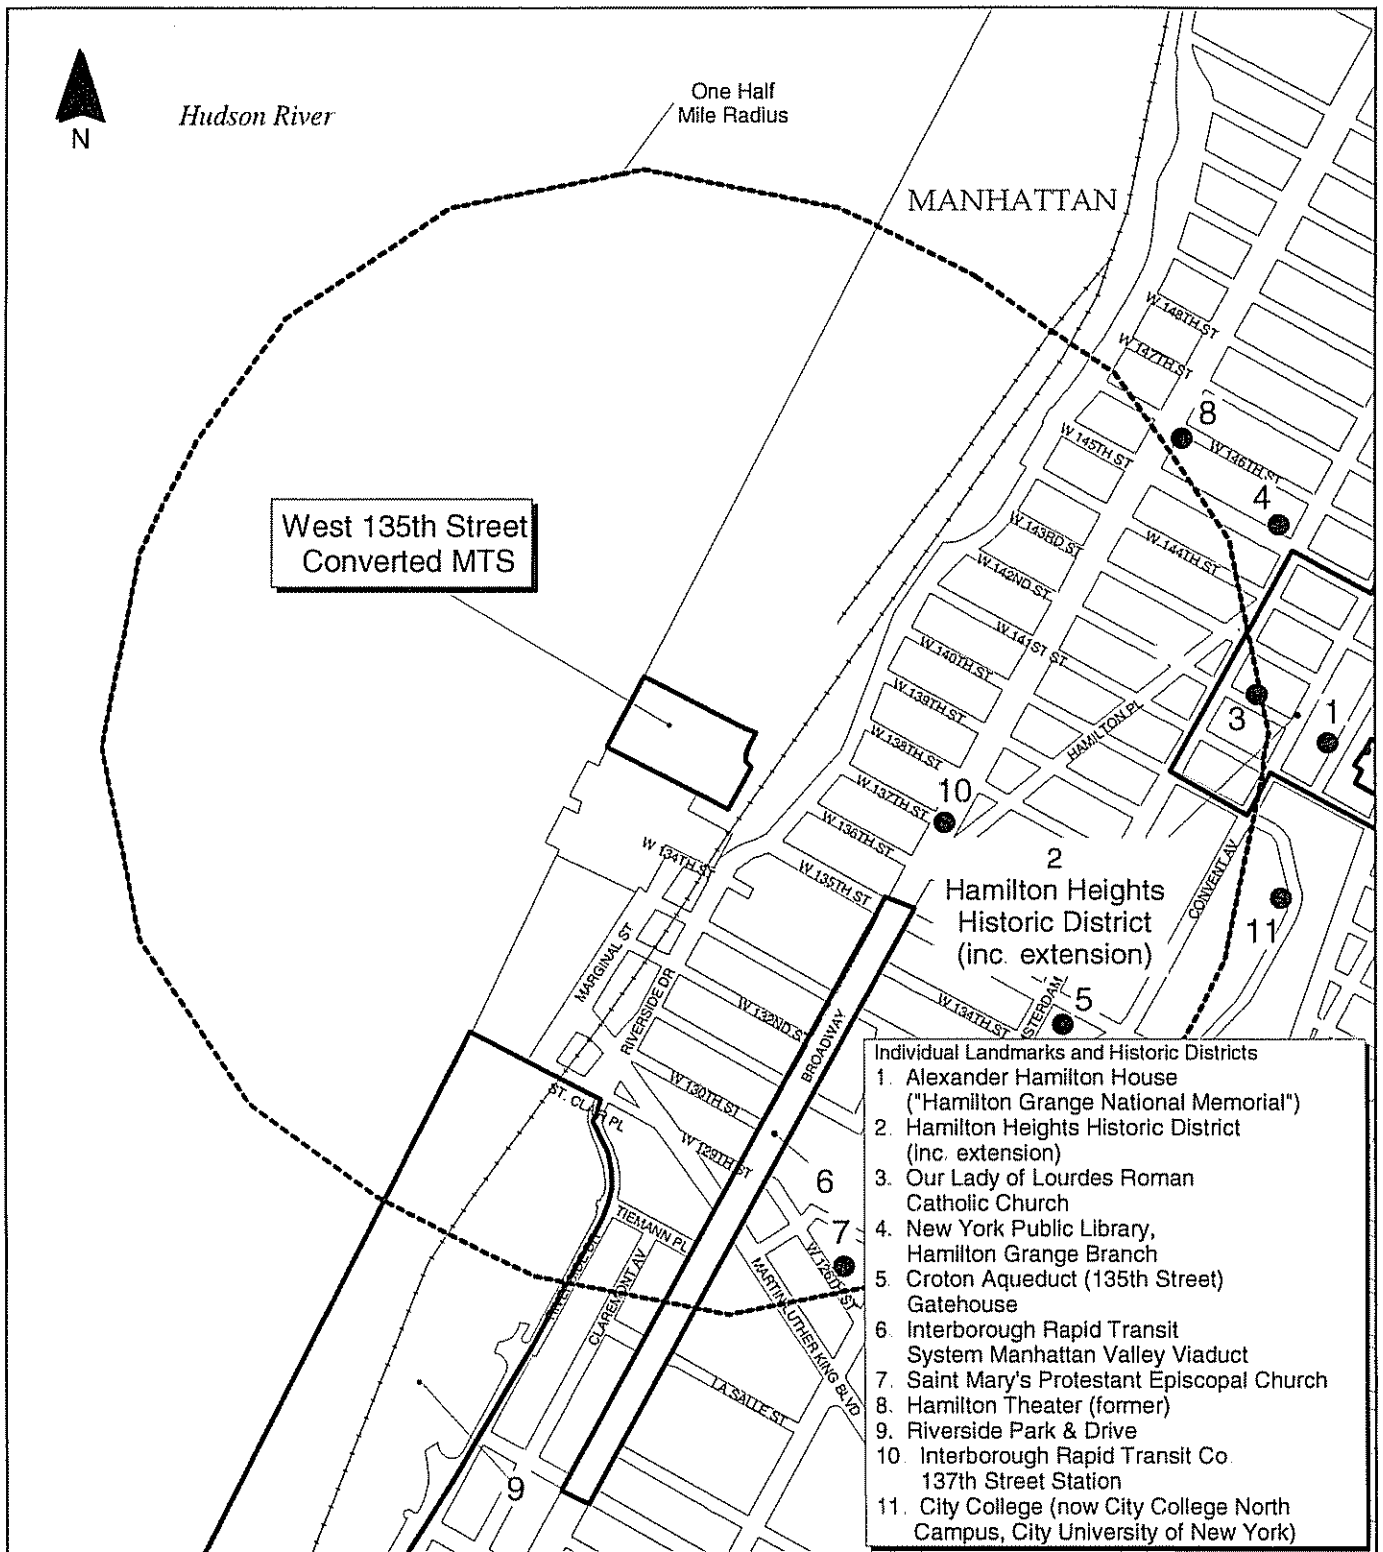 N
Hudson River
One Half
Mile Radius
MANHATTAN
W 148TH ST
W 147TH ST
8
W 145TH ST
W 146TH ST
4
West 135th Street
Converted MTS
W 143RD ST
W 144TH ST
W 142ND ST
W 141ST ST
W 140TH ST
W 139TH ST
HAMILTON PL
3
1
W 138TH ST
W 137TH ST
10
W 136TH ST
W 134TH ST
W 135TH ST
2
Hamilton Heights
Historic District
(inc. extension)
CONVENT AV
11
MARGINAL ST
RIVERSIDE DR
W 132ND ST
W 134TH ST
5
BROADWAY
W 130TH ST
ST. CLAIR PL
W 129TH ST
6
TIEMANN PL
7
W 126TH ST
RIVERSIDE DR
CLAREMONT AV
MARTIN LUTHER KING BLVD
LA SALLE ST
9
Individual Landmarks and Historic Districts
1. Alexander Hamilton House
("Hamilton Grange National Memorial")
2. Hamilton Heights Historic District
(inc. extension)
3. Our Lady of Lourdes Roman
Catholic Church
4. New York Public Library,
Hamilton Grange Branch
5. Croton Aqueduct (135th Street)
Gatehouse
6. Interborough Rapid Transit
System Manhattan Valley Viaduct
7. Saint Mary's Protestant Episcopal Church
8. Hamilton Theater (former)
9. Riverside Park & Drive
10. Interborough Rapid Transit Co.
137th Street Station
11. City College (now City College North
Campus, City University of New York)